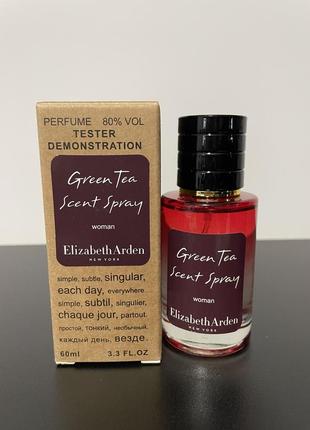 PERFUME 80% VOL
TESTER
DEMONSTRATION
Green Tea
Scent Spray
woman
Elizabeth Arden
NEW YORK
simple, subtle, singular,
each day, everywhere.
simple, subtil, singulier,
chaque jour, partout.
простой, тонкий, необычный,
каждый день, везде.
60ml 3.3 FL.OZ
Green Tea
Scent Spray
woman
Elizabeth Arden
NEW YORK